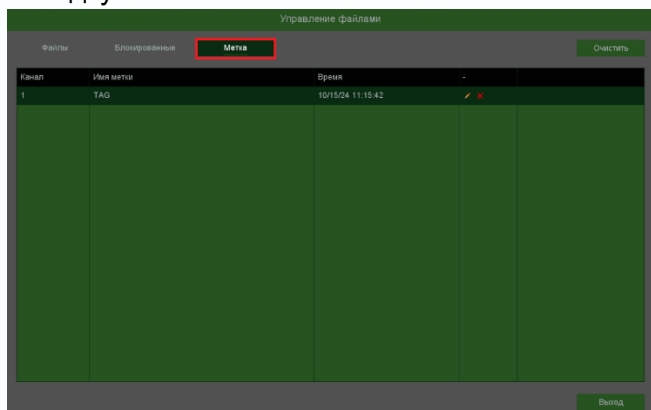 Управление файлами
Файлы Блокированные Метка Очистить
Канал Имя метки Время -
1 TAG 10/15/24 11:15:42
Выход